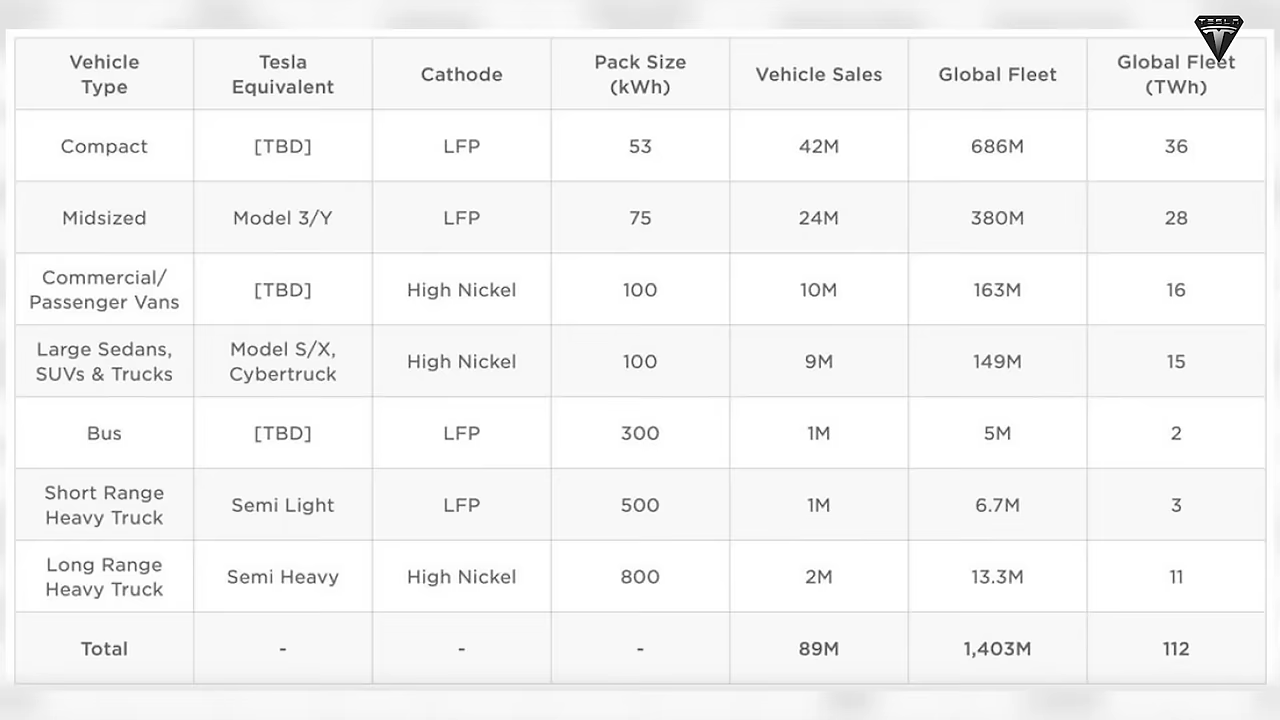 Vehicle Type Tesla Equivalent Cathode Pack Size (kWh) Vehicle Sales Global Fleet Global Fleet (TWh)
Compact [TBD] LFP 53 42M 686M 36
Midsized Model 3/Y LFP 75 24M 380M 28
Commercial/ Passenger Vans [TBD] High Nickel 100 10M 163M 16
Large Sedans, SUVs & Trucks Model S/X, Cybertruck High Nickel 100 9M 149M 15
Bus [TBD] LFP 300 1M 5M 2
Short Range Heavy Truck Semi Light LFP 500 1M 6.7M 3
Long Range Heavy Truck Semi Heavy High Nickel 800 2M 13.3M 11
Total - - - 89M 1,403M 112
TESLA